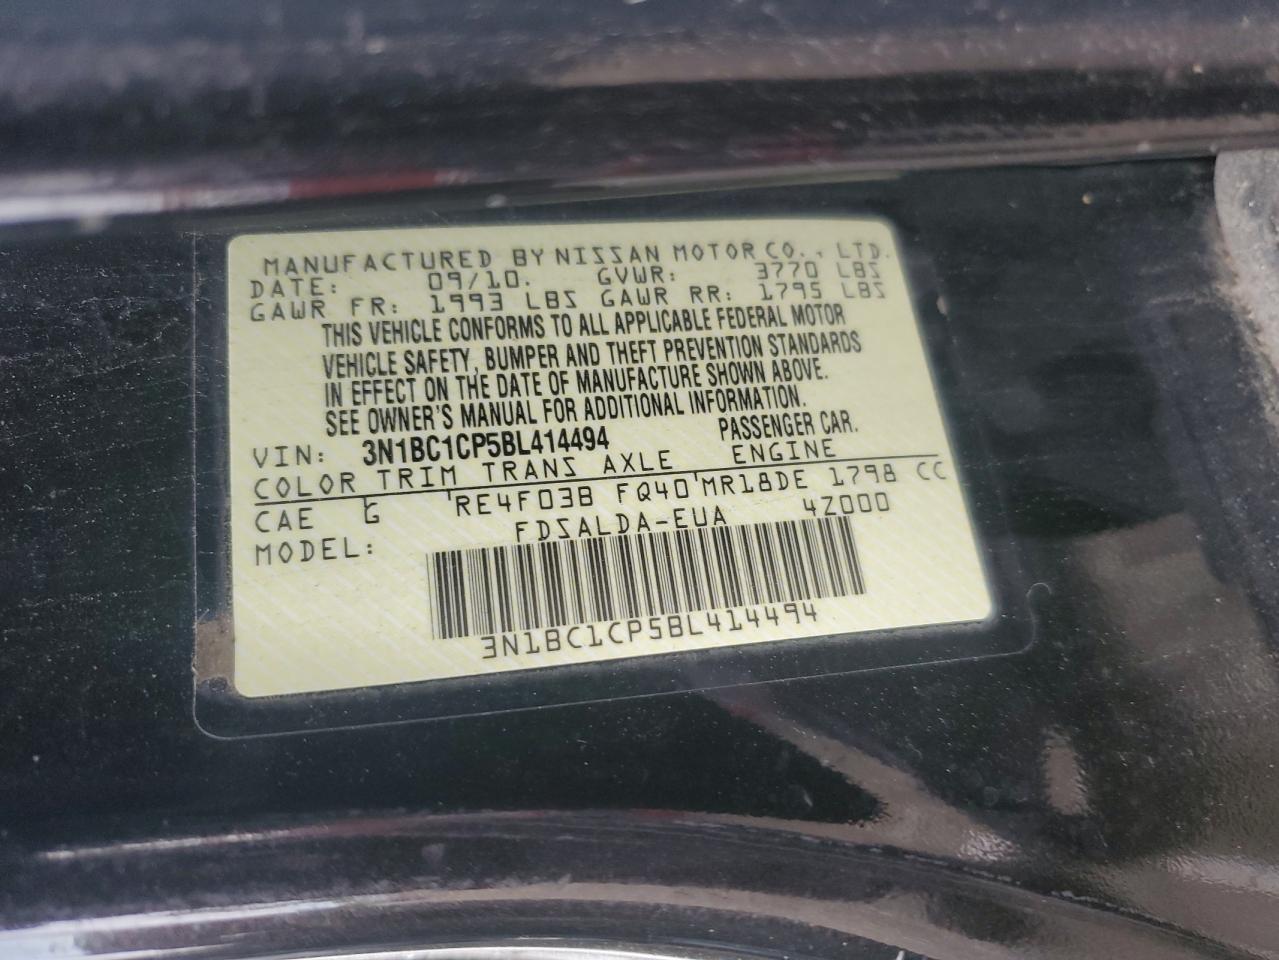 MANUFACTURED BY NISSAN MOTOR CO., LTD.
DATE: 09/10. GVWR: 3770 LBS
GAWR FR: 1993 LBS GAWR RR: 1795 LBS
THIS VEHICLE CONFORMS TO ALL APPLICABLE FEDERAL MOTOR
VEHICLE SAFETY, BUMPER AND THEFT PREVENTION STANDARDS
IN EFFECT ON THE DATE OF MANUFACTURE SHOWN ABOVE.
SEE OWNER'S MANUAL FOR ADDITIONAL INFORMATION.
VIN: 3N1BC1CP5BL414494 PASSENGER CAR.
COLOR TRIM TRANS AXLE ENGINE
CAE G RE4F03B FQ40 MR18DE 1798 CC
MODEL: FDSALDA-EUA 4Z000
3N1BC1CP5BL414494